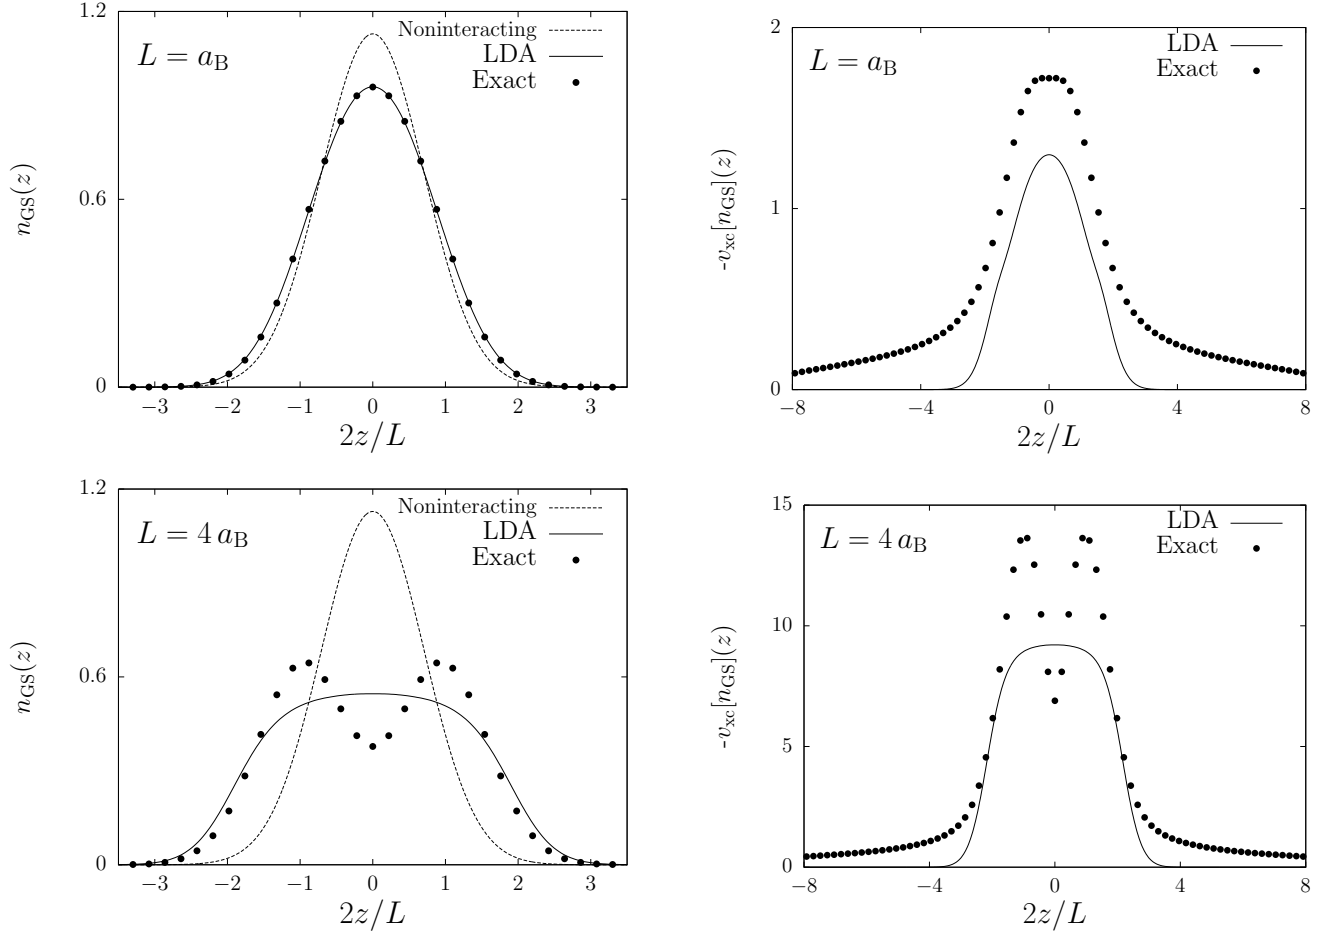 1.2
0.6
0
n_GS(z)
L = a_B
Noninteracting
LDA
Exact
−3 −2 −1 0 1 2 3
2z/L
2
1
0
-v_xc[n_GS](z)
L = a_B
LDA
Exact
−8 −4 0 4 8
2z/L
1.2
0.6
0
n_GS(z)
L = 4 a_B
Noninteracting
LDA
Exact
−3 −2 −1 0 1 2 3
2z/L
15
10
5
0
-v_xc[n_GS](z)
L = 4 a_B
LDA
Exact
−8 −4 0 4 8
2z/L